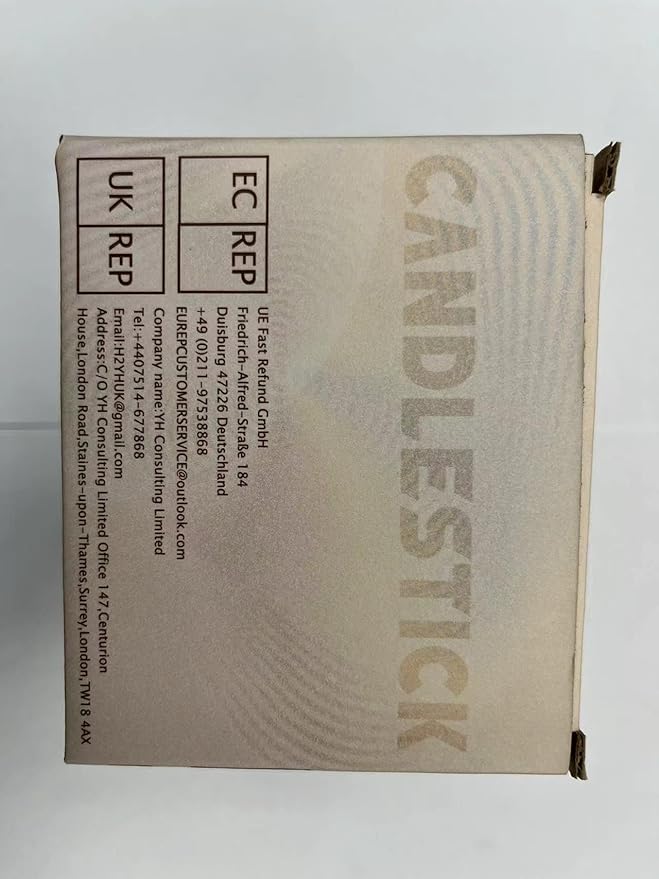 CANDLESTICK
EC REP
UE Fast Refund GmbH
Friedrich-Alfred-Straße 184
Duisburg 47226 Deutschland
+49 (0)211-97538868
EUREPCUSTOMERSERVICE@outlook.com
UK REP
Company name:YH Consulting Limited
Tel:+4407514-677868
Email:H2YHUK@gmail.com
Address:C/O YH Consulting Limited Office 147,Centurion
House,London Road,Staines-upon-Thames,Surrey,London,TW18 4AX